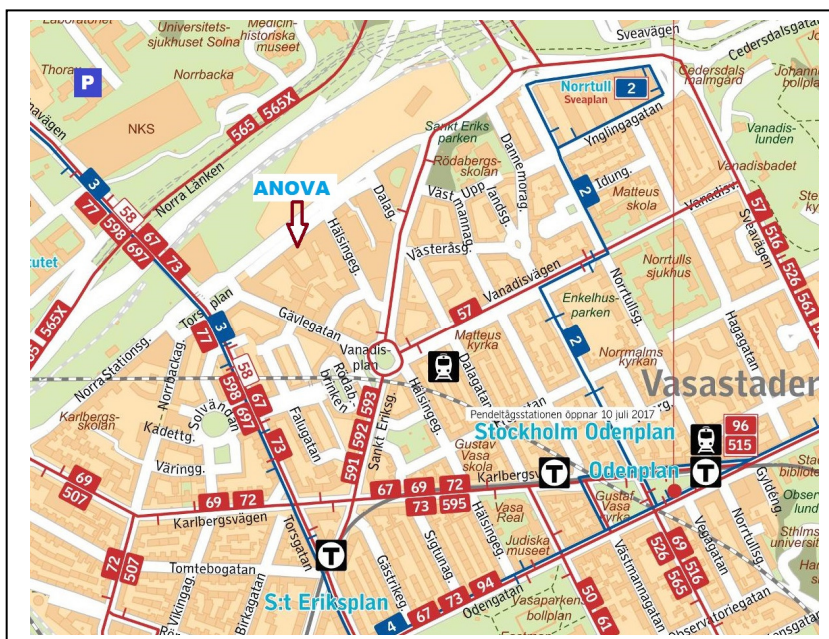 Laboratoriet
Universitets-
sjukhuset Solna
Medicin-
historiska
museet
Sveavägen
Cedersdalsgatan
Thorax
P
Norrbacka
565
565X
Norrtull
2
Sveaplan
Cedersdals
malmgård
Sankt Eriks
parken
Ynglingagatan
NKS
Norra Länken
Rödabergs-
skolan
Dannemorag.
Vanadis-
lunden
3
ANOVA
Dalag.
Väst
mannag.
Upp
landsg.
Idung.
Vanadisbadet
58
77
598
697
67
73
Hälsingeg.
Västeråsg.
2
Matteus
skola
Vanadisv.
Sveavägen
57
516
526
561
Torsplan
Gävlegatan
57
Vanadisvägen
Norrtulls
sjukhus
565X
77
3
Norra Stationsg.
Norrbackag.
Vanadis-
plan
Matteus
kyrka
Enkelhus-
parken
Norrtullsg.
Hagagatan
58
67
598
697
Rödab.
brinken
2
Norrmalms
kyrkan
Vasastaden
Karlbergs-
skolan
Solvändan
Kadettg.
Väringg.
Falugatan
73
Sankt Eriksg.
591
592
593
Hälsingeg.
Dalagatan
Pendeltågsstationen öppnar 10 juli 2017
Stockholm Odenplan
96
515
Gustav
Vasa
skola
Odenplan
T
69
507
69
72
Karlbergsvägen
67
69
72
73
595
Karlbergsv.
T
Gustaf
Vasa
kyrka
Gyldéng.
Vasa
Real
Hälsingeg.
Judiska
museet
72
507
Torsgatan
T
Tomtebogatan
S:t Eriksplan
Vikingag.
Birkagatan
Gästrikeg.
Sigtunag.
4
67
73
94
Odengatan
Vasaparkens
bollplan
50
61
Västmannagatan
526
565
69
516
Vegagatan
Norrtullsg.
Observatoriegatan